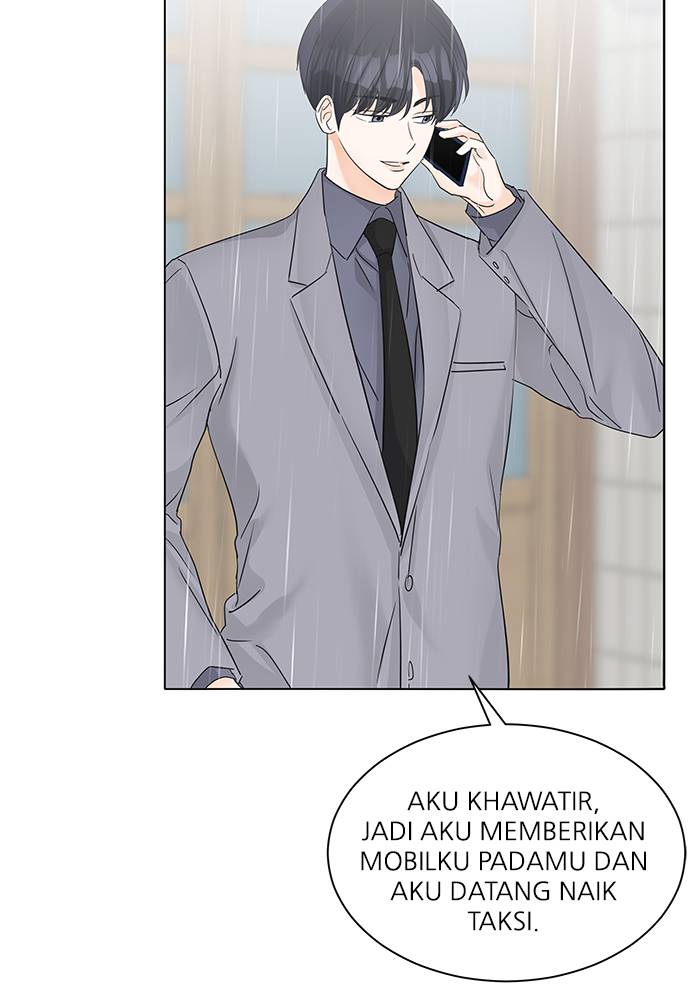 AKU KHAWATIR,
JADI AKU MEMBERIKAN
MOBILKU PADAMU DAN
AKU DATANG NAIK
TAKSI.